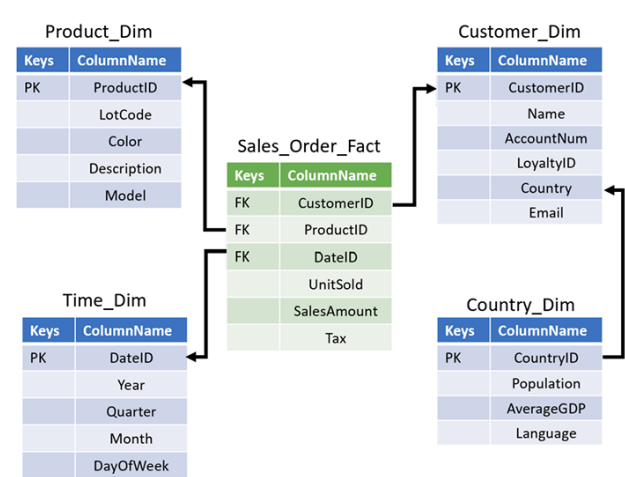 Product_Dim
Keys ColumnName
PK ProductID
LotCode
Color
Description
Model
Customer_Dim
Keys ColumnName
PK CustomerID
Name
AccountNum
LoyaltyID
Country
Email
Sales_Order_Fact
Keys ColumnName
FK CustomerID
FK ProductID
FK DateID
UnitSold
SalesAmount
Tax
Time_Dim
Keys ColumnName
PK DateID
Year
Quarter
Month
DayOfWeek
Country_Dim
Keys ColumnName
PK CountryID
Population
AverageGDP
Language